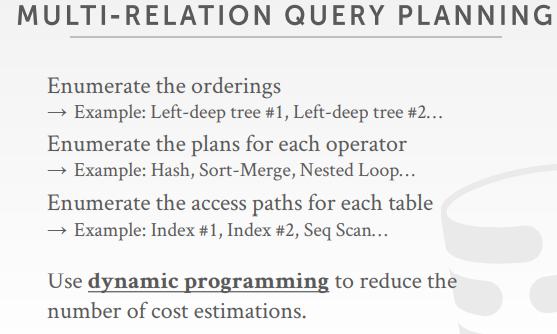 MULTI-RELATION QUERY PLANNING
Enumerate the orderings
→ Example: Left-deep tree #1, Left-deep tree #2…
Enumerate the plans for each operator
→ Example: Hash, Sort-Merge, Nested Loop…
Enumerate the access paths for each table
→ Example: Index #1, Index #2, Seq Scan…
Use dynamic programming to reduce the
number of cost estimations.